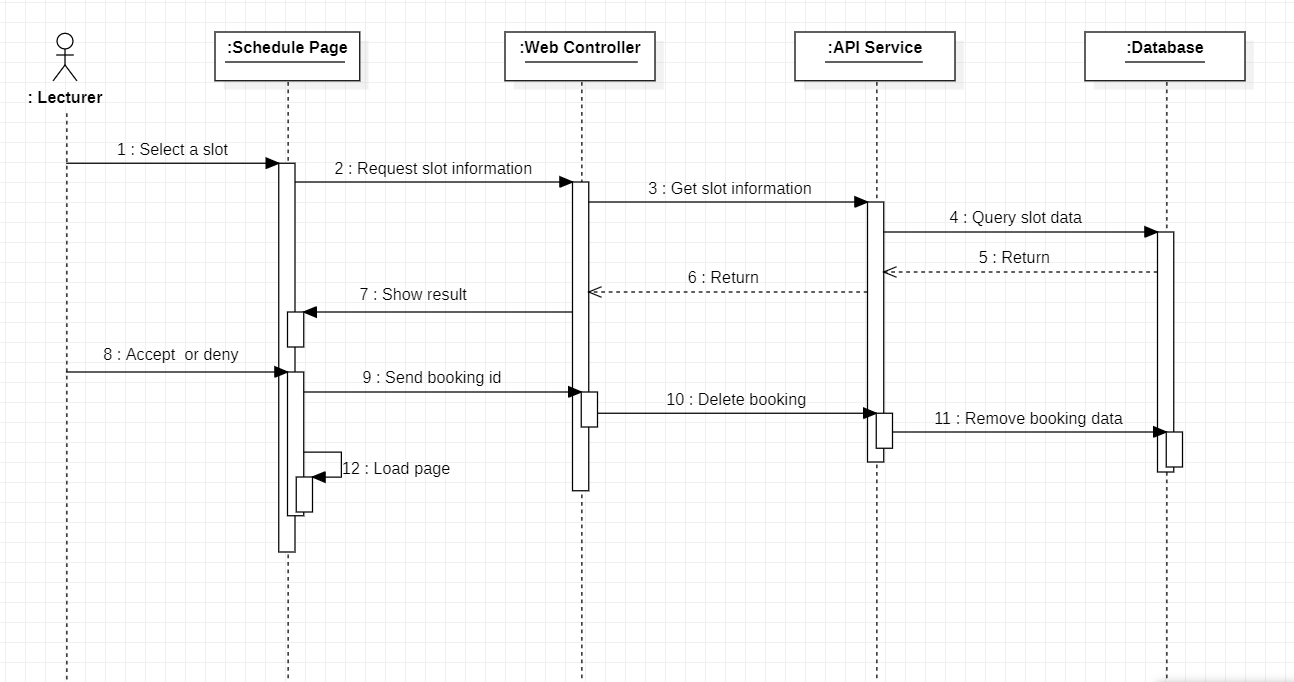 : Lecturer
:Schedule Page
:Web Controller
:API Service
:Database
1 : Select a slot
2 : Request slot information
3 : Get slot information
4 : Query slot data
5 : Return
6 : Return
7 : Show result
8 : Accept  or deny
9 : Send booking id
10 : Delete booking
11 : Remove booking data
12 : Load page